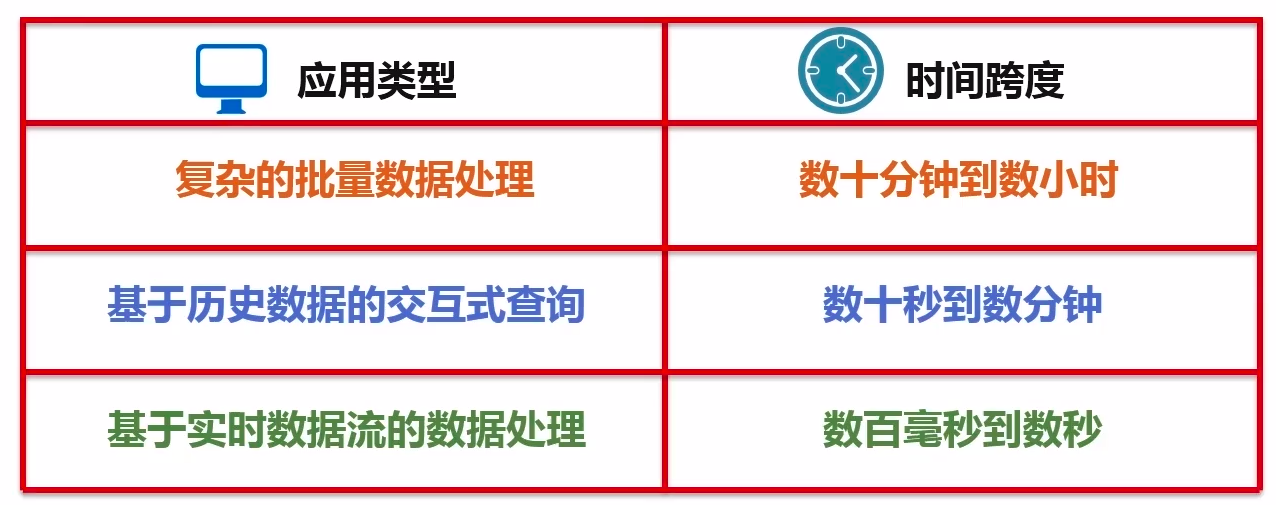 应用类型
时间跨度
复杂的批量数据处理
数十分钟到数小时
基于历史数据的交互式查询
数十秒到数分钟
基于实时数据流的数据处理
数百毫秒到数秒